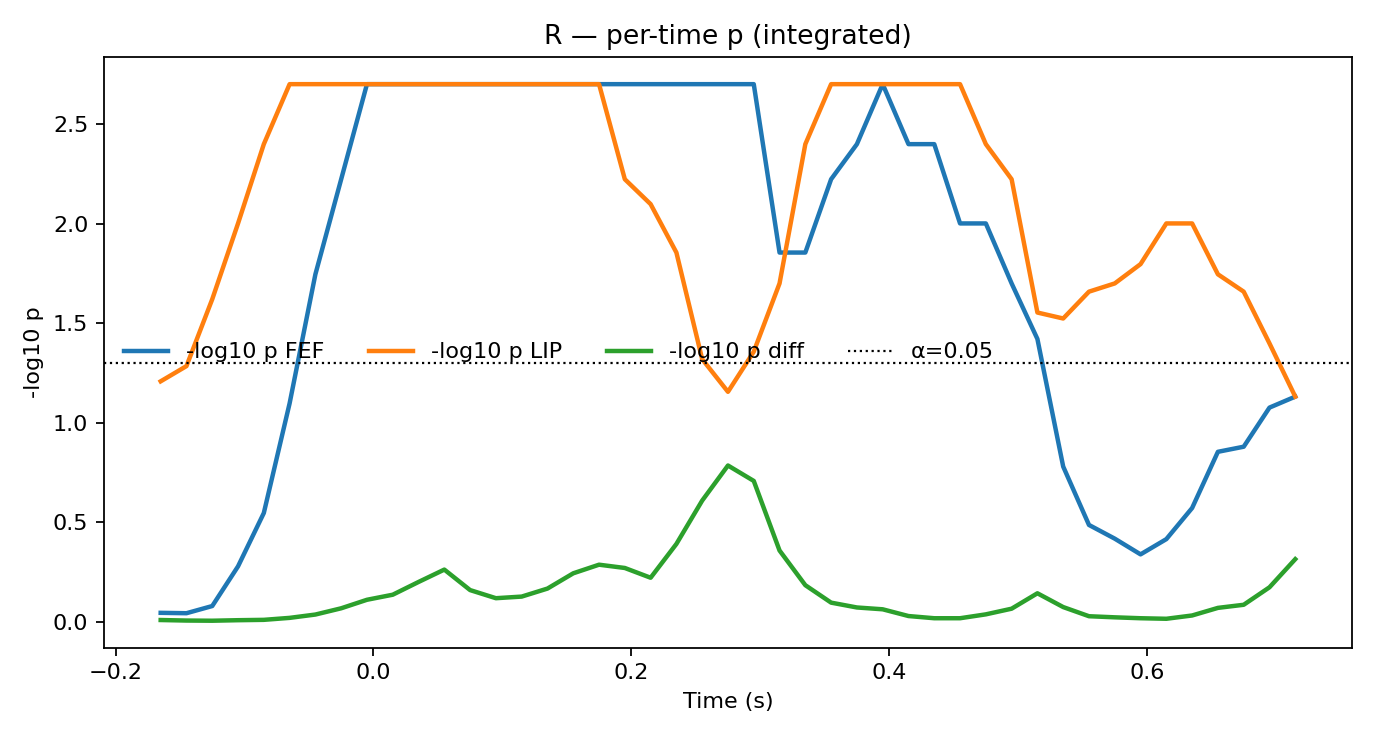 R — per-time p (integrated)
2.5
2.0
1.5
1.0
0.5
0.0
-log10 p
-log10 p FEF -log10 p LIP -log10 p diff α=0.05
−0.2 0.0 0.2 0.4 0.6
Time (s)